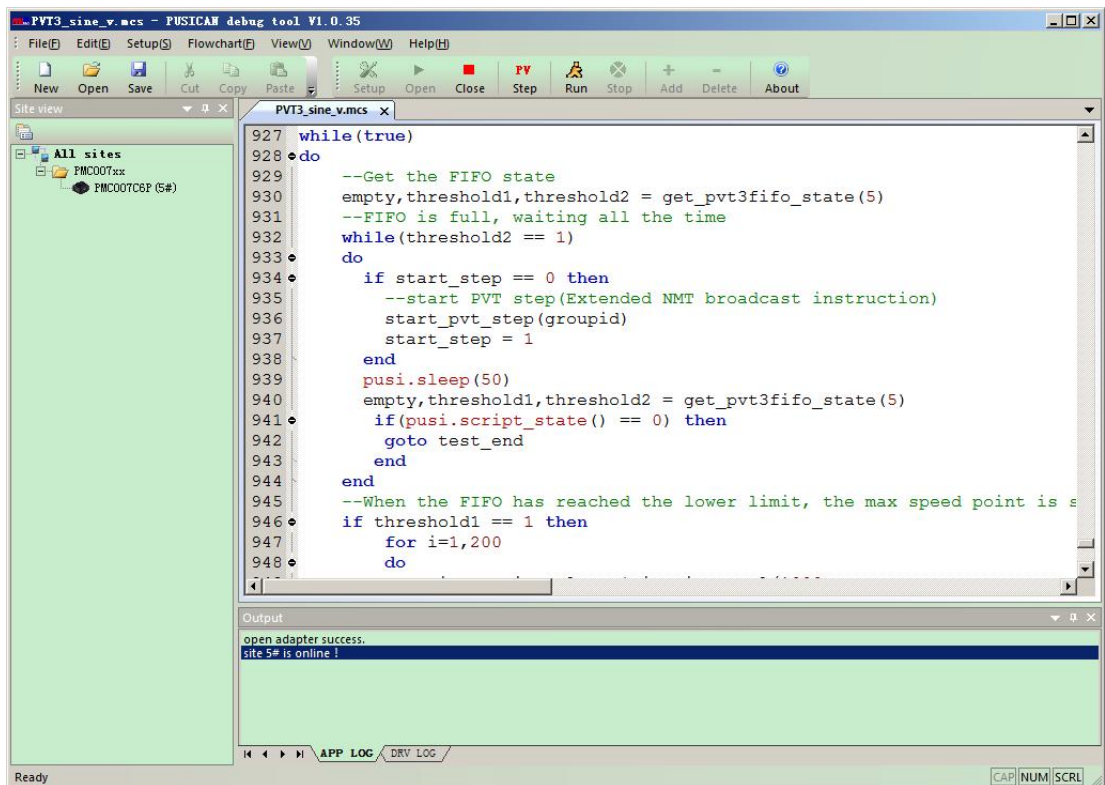 PVT3_sine_v.mcs - PUSICAN debug tool V1.0.35
File(F) Edit(E) Setup(S) Flowchart(F) View(V) Window(W) Help(H)
New Open Save Cut Copy Paste Setup Open Close PV Step Run Stop Add Delete About
Site view
PVT3_sine_v.mcs x
All sites
PMC007xx
PMC007C6P (5#)
927 while(true)
928 do
929 --Get the FIFO state
930 empty,threshold1,threshold2 = get_pvt3fifo_state(5)
931 --FIFO is full, waiting all the time
932 while(threshold2 == 1)
933 do
934 if start_step == 0 then
935 --start PVT step(Extended NMT broadcast instruction)
936 start_pvt_step(groupid)
937 start_step = 1
938 end
939 pusi.sleep(50)
940 empty,threshold1,threshold2 = get_pvt3fifo_state(5)
941 if(pusi.script_state() == 0) then
942 goto test_end
943 end
944 end
945 --When the FIFO has reached the lower limit, the max speed point is s
946 if threshold1 == 1 then
947 for i=1,200
948 do
Output
open adapter success.
site 5# is online !
APP LOG DRV LOG
Ready
CAP NUM SCRL